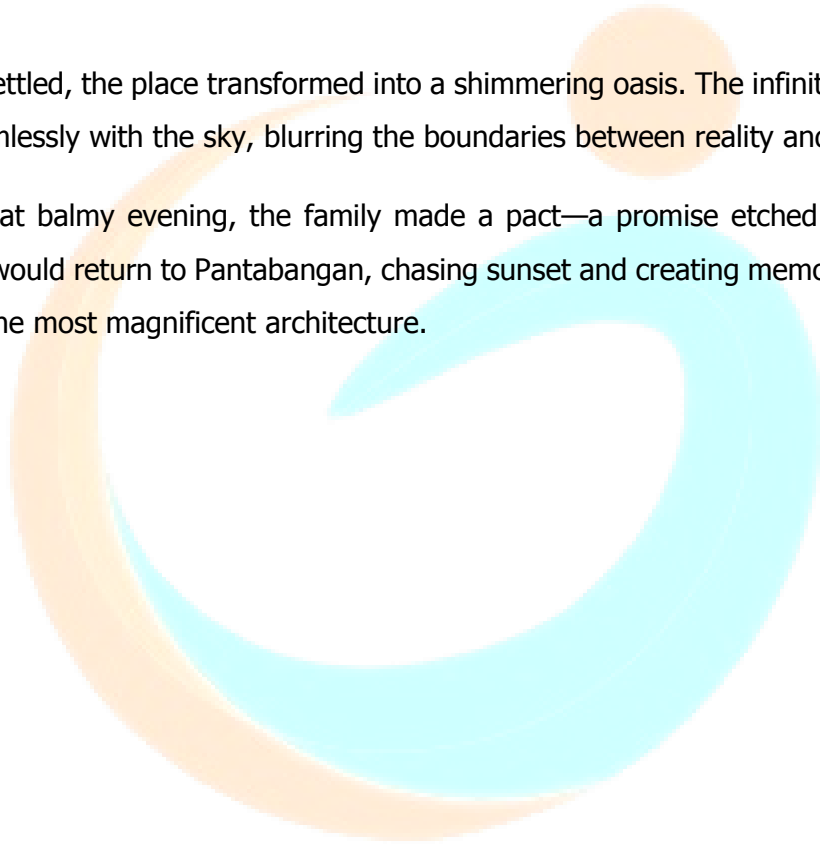 ettled, the place transformed into a shimmering oasis. The infinit
nlessly with the sky, blurring the boundaries between reality and
at balmy evening, the family made a pact—a promise etched
would return to Pantabangan, chasing sunset and creating memo
he most magnificent architecture.